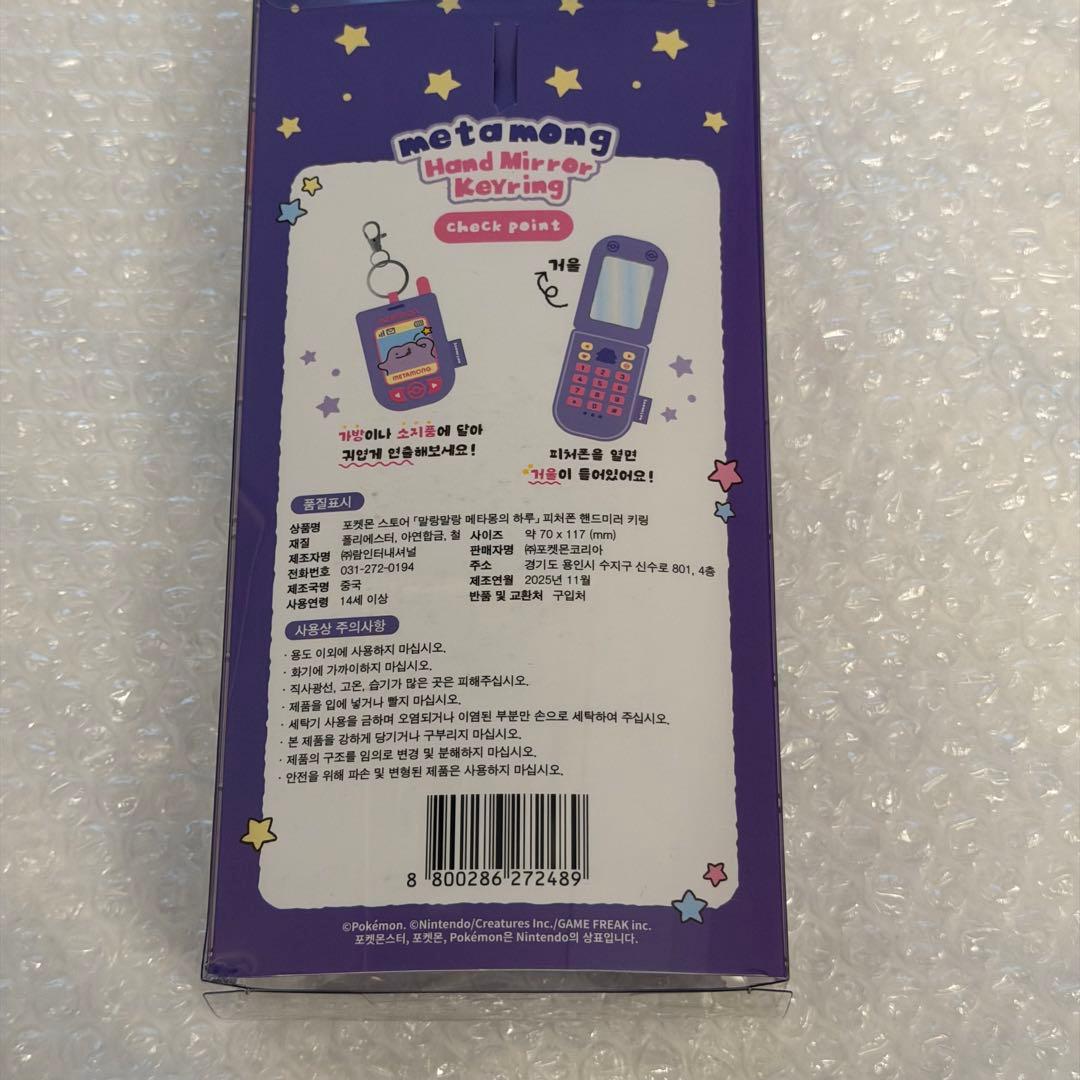 metamong
Hand Mirror
Keyring
check point
거울
METAMONG
1 2 3
4 5 6
7 8 9
* 0 #
가방이나 소지품에 달아
귀엽게 연출해보세요!
피처폰을 열면
거울이 들어있어요!
품질표시
상품명 포켓몬 스토어 「말랑말랑 메타몽의 하루」 피처폰 핸드미러 키링
재질 폴리에스터, 아연합금, 철 사이즈 약 70 x 117 (mm)
제조자명 ㈜람인터내셔널 판매자명 ㈜포켓몬코리아
전화번호 031-272-0194 주소 경기도 용인시 수지구 신수로 801, 4층
제조국명 중국 제조연월 2025년 11월
사용연령 14세 이상 반품 및 교환처 구입처
사용상 주의사항
· 용도 이외에 사용하지 마십시오.
· 화기에 가까이하지 마십시오.
· 직사광선, 고온, 습기가 많은 곳은 피해주십시오.
· 제품을 입에 넣거나 빨지 마십시오.
· 세탁기 사용을 금하며 오염되거나 이염된 부분만 손으로 세탁하여 주십시오.
· 본 제품을 강하게 당기거나 구부리지 마십시오.
· 제품의 구조를 임의로 변경 및 분해하지 마십시오.
· 안전을 위해 파손 및 변형된 제품은 사용하지 마십시오.
8 800286 272489
©Pokémon. ©Nintendo/Creatures Inc./GAME FREAK inc.
포켓몬스터, 포켓몬, Pokémon은 Nintendo의 상표입니다.